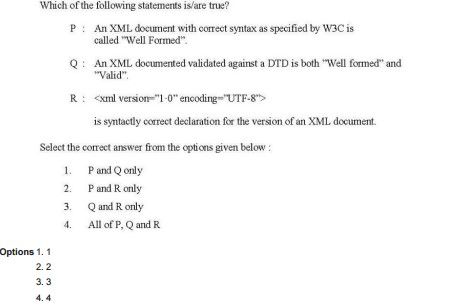 Which of the following statements is/are true?
P : An XML document with correct syntax as specified by W3C is
called "Well Formed".
Q : An XML documented validated against a DTD is both "Well formed" and
"Valid".
R : <xml version="1-0" encoding="UTF-8">
is syntactly correct declaration for the version of an XML document.
Select the correct answer from the options given below :
1. P and Q only
2. P and R only
3. Q and R only
4. All of P, Q and R
Options 1. 1
2. 2
3. 3
4. 4